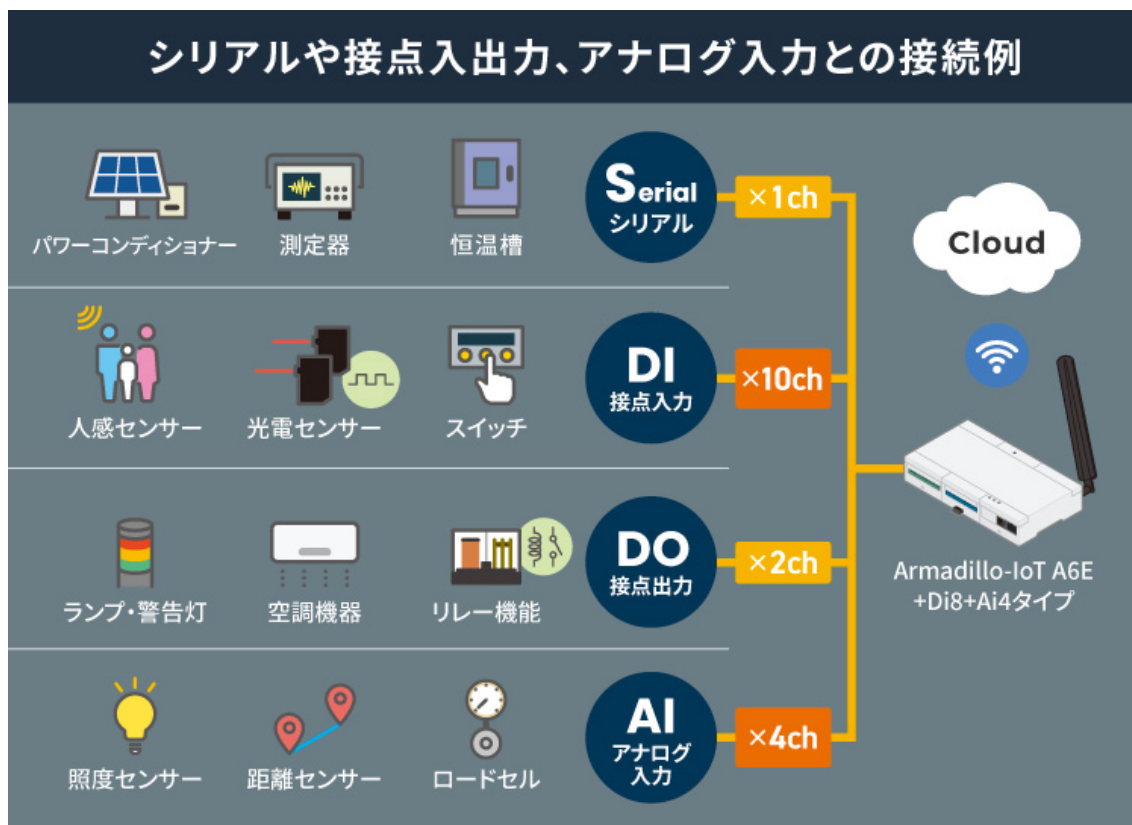 シリアルや接点入出力、アナログ入力との接続例
パワーコンディショナー
測定器
恒温槽
Serial
シリアル
×1ch
Cloud
人感センサー
光電センサー
スイッチ
DI
接点入力
×10ch
ランプ・警告灯
空調機器
リレー機能
DO
接点出力
×2ch
Armadillo-IoT A6E
+Di8+Ai4タイプ
照度センサー
距離センサー
ロードセル
AI
アナログ
入力
×4ch